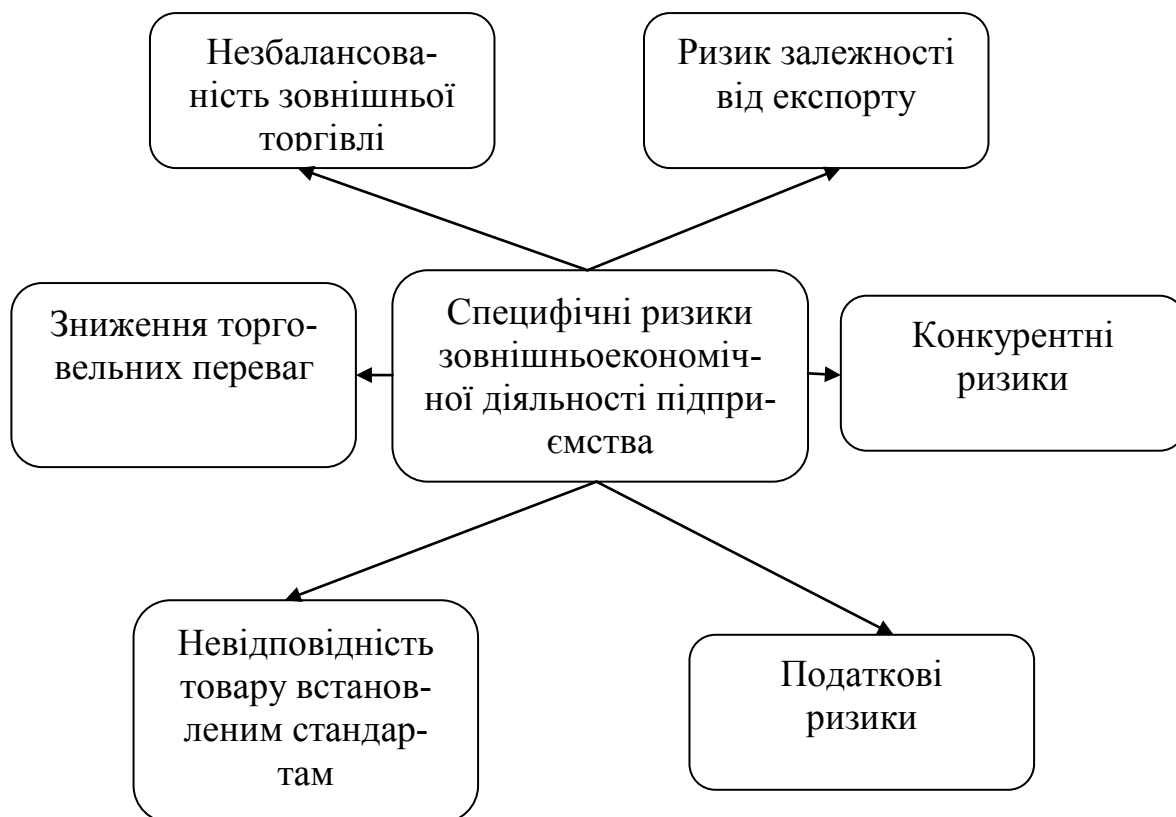 Незбалансова-
ність зовнішньої
торгівлі
Ризик залежності
від експорту
Зниження торго-
вельних переваг
Специфічні ризики
зовнішньоекономіч-
ної діяльності підпри-
ємства
Конкурентні
ризики
Невідповідність
товару встанов-
леним стандар-
там
Податкові
ризики